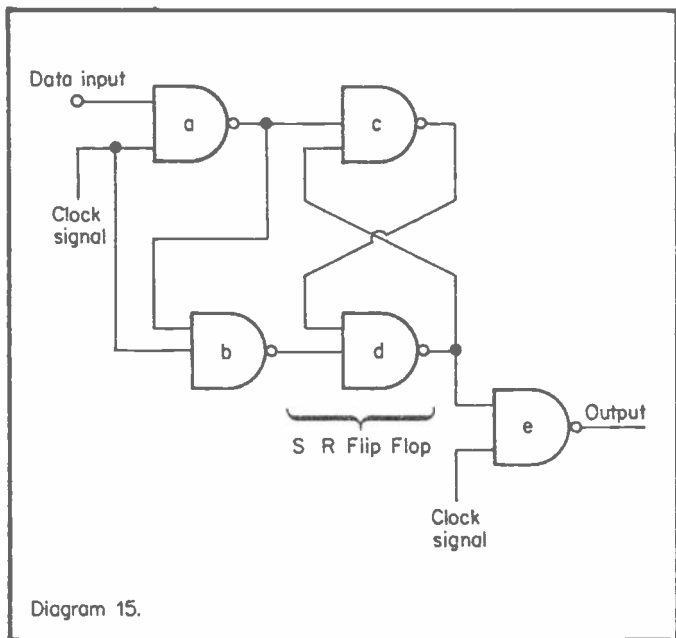 Data input
a
c
Clock
signal
b
d
e
Output
S R Flip Flop
Clock
signal
Diagram 15.